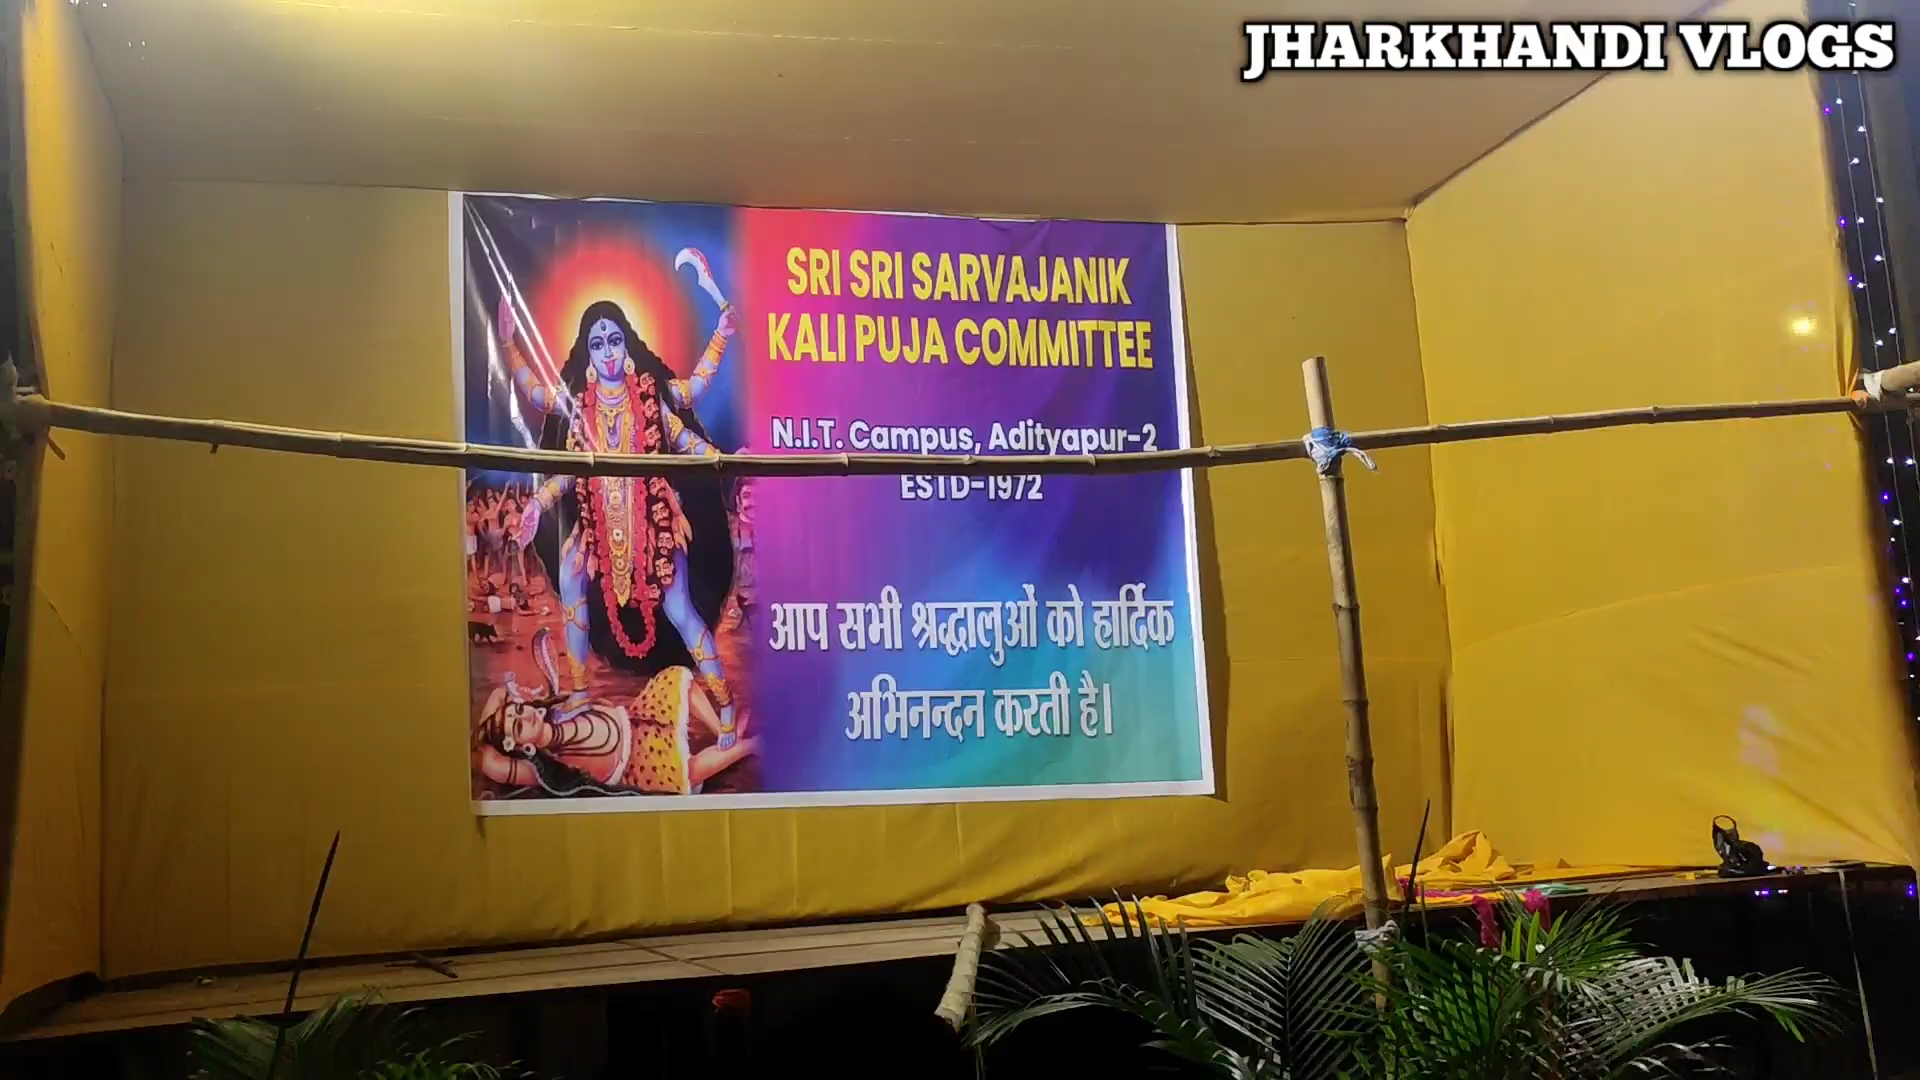 JHARKHANDI VLOGS
SRI SRI SARVAJANIK
KALI PUJA COMMITTEE
N.I.T. Campus, Adityapur-2
ESTD-1972
आप सभी श्रद्धालुओं को हार्दिक
अभिनन्दन करती है।